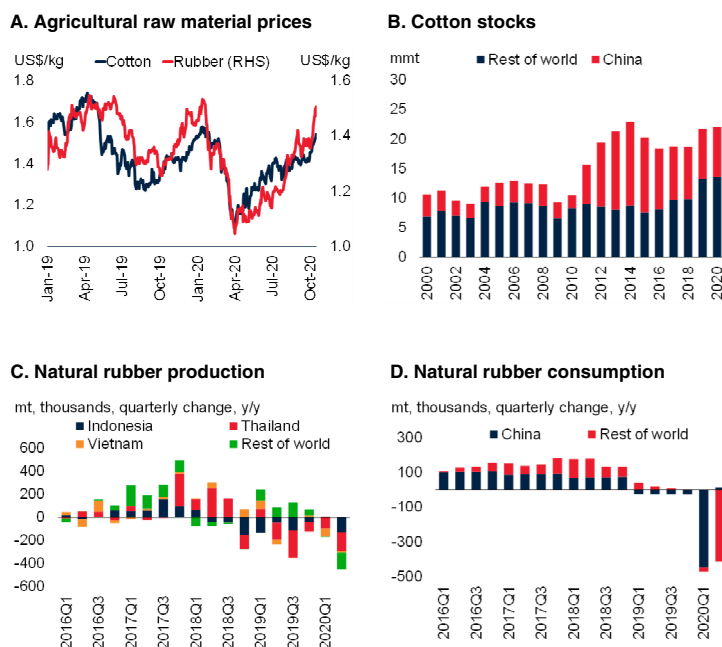 A. Agricultural raw material prices
US$/kg
Cotton
Rubber (RHS)
US$/kg
1.8
1.6
1.4
1.2
1.0
1.6
1.4
1.2
1.0
Jan-19
Apr-19
Jul-19
Oct-19
Jan-20
Apr-20
Jul-20
Oct-20
B. Cotton stocks
mmt
Rest of world
China
30
25
20
15
10
5
0
2000
2002
2004
2006
2008
2010
2012
2014
2016
2018
2020
C. Natural rubber production
mt, thousands, quarterly change, y/y
Indonesia
Thailand
Vietnam
Rest of world
600
400
200
0
-200
-400
-600
2016Q1
2016Q3
2017Q1
2017Q3
2018Q1
2018Q3
2019Q1
2019Q3
2020Q1
D. Natural rubber consumption
mt, thousands, quarterly change, y/y
China
Rest of world
300
100
-100
-300
-500
2016Q1
2016Q3
2017Q1
2017Q3
2018Q1
2018Q3
2019Q1
2019Q3
2020Q1